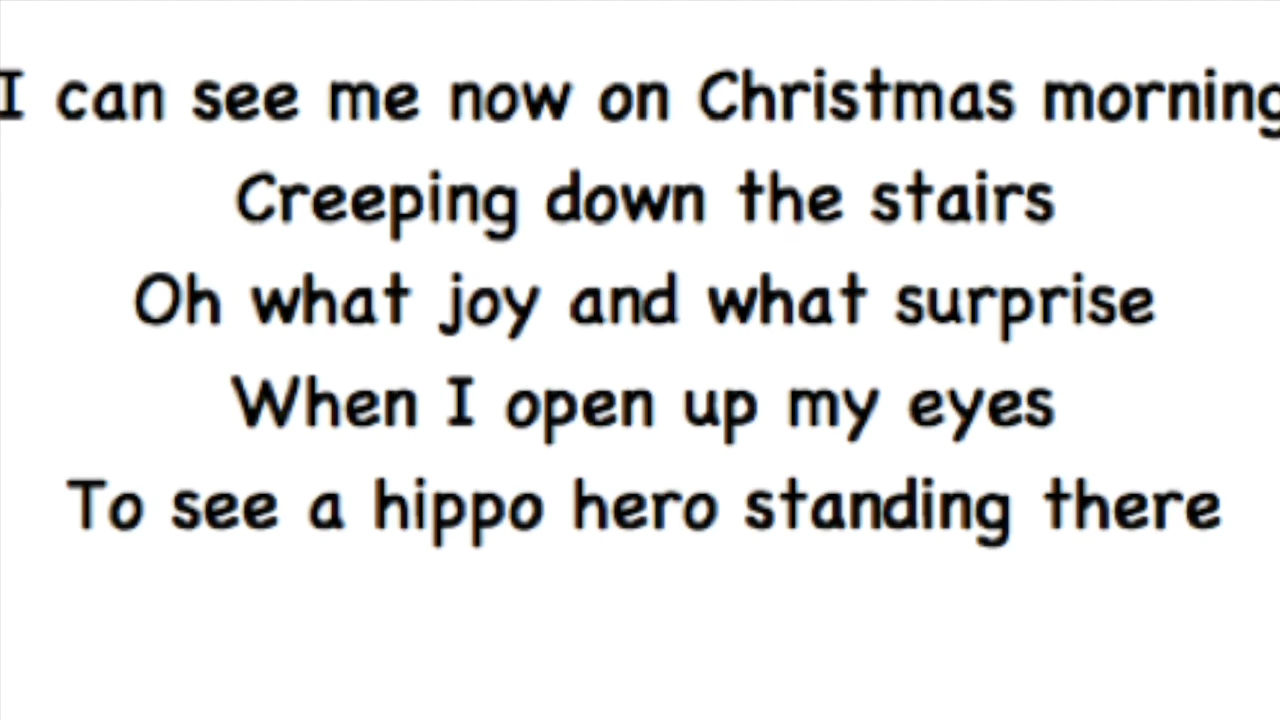 I can see me now on Christmas morning
Creeping down the stairs
Oh what joy and what surprise
When I open up my eyes
To see a hippo hero standing there